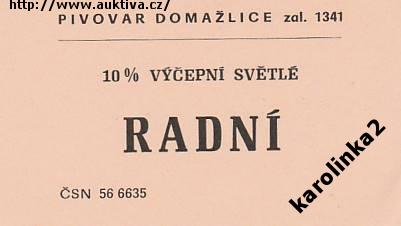 http://www.auktiva.cz/
PIVOVAR DOMAŽLICE zal. 1341
10% VÝČEPNÍ SVĚTLÉ
RADNÍ
ČSN 56 6635
karolinka2